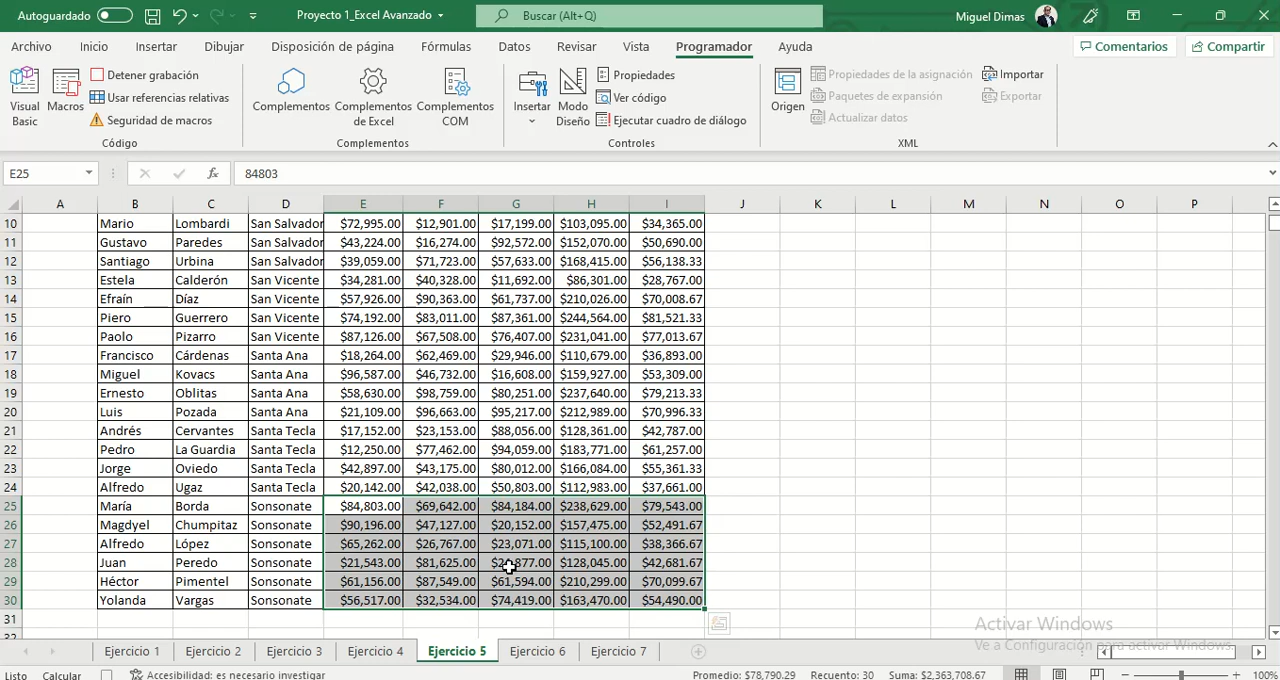 Autoguardado Proyecto 1_Excel Avanzado Buscar (Alt+Q) Miguel Dimas
Archivo Inicio Insertar Dibujar Disposición de página Fórmulas Datos Revisar Vista Programador Ayuda Comentarios Compartir
Visual Basic
Macros
Detener grabación
Usar referencias relativas
Seguridad de macros
Código
Complementos
Complementos de Excel
Complementos COM
Complementos
Insertar
Modo Diseño
Propiedades
Ver código
Ejecutar cuadro de diálogo
Controles
Origen
Propiedades de la asignación
Paquetes de expansión
Actualizar datos
Importar
Exportar
XML
E25 fx 84803
A B C D E F G H I J K L M N O P
10 Mario Lombardi San Salvador $72,995.00 $12,901.00 $17,199.00 $103,095.00 $34,365.00
11 Gustavo Paredes San Salvador $43,224.00 $16,274.00 $92,572.00 $152,070.00 $50,690.00
12 Santiago Urbina San Salvador $39,059.00 $71,723.00 $57,633.00 $168,415.00 $56,138.33
13 Estela Calderón San Vicente $34,281.00 $40,328.00 $11,692.00 $86,301.00 $28,767.00
14 Efraín Díaz San Vicente $57,926.00 $90,363.00 $61,737.00 $210,026.00 $70,008.67
15 Piero Guerrero San Vicente $74,192.00 $83,011.00 $87,361.00 $244,564.00 $81,521.33
16 Paolo Pizarro San Vicente $87,126.00 $67,508.00 $76,407.00 $231,041.00 $77,013.67
17 Francisco Cárdenas Santa Ana $18,264.00 $62,469.00 $29,946.00 $110,679.00 $36,893.00
18 Miguel Kovacs Santa Ana $96,587.00 $46,732.00 $16,608.00 $159,927.00 $53,309.00
19 Ernesto Oblitas Santa Ana $58,630.00 $98,759.00 $80,251.00 $237,640.00 $79,213.33
20 Luis Pozada Santa Ana $21,109.00 $96,663.00 $95,217.00 $212,989.00 $70,996.33
21 Andrés Cervantes Santa Tecla $17,152.00 $23,153.00 $88,056.00 $128,361.00 $42,787.00
22 Pedro La Guardia Santa Tecla $12,250.00 $77,462.00 $94,059.00 $183,771.00 $61,257.00
23 Jorge Oviedo Santa Tecla $42,897.00 $43,175.00 $80,012.00 $166,084.00 $55,361.33
24 Alfredo Ugaz Santa Tecla $20,142.00 $42,038.00 $50,803.00 $112,983.00 $37,661.00
25 María Borda Sonsonate $84,803.00 $69,642.00 $84,184.00 $238,629.00 $79,543.00
26 Magdyel Chumpitaz Sonsonate $90,196.00 $47,127.00 $20,152.00 $157,475.00 $52,491.67
27 Alfredo López Sonsonate $65,262.00 $26,767.00 $23,071.00 $115,100.00 $38,366.67
28 Juan Peredo Sonsonate $21,543.00 $81,625.00 $128,045.00 $42,681.67
29 Héctor Pimentel Sonsonate $61,156.00 $87,549.00 $61,594.00 $210,299.00 $70,099.67
30 Yolanda Vargas Sonsonate $56,517.00 $32,534.00 $74,419.00 $163,470.00 $54,490.00
31
32
Activar Windows
Ve a Configuración para activar Windows.
Ejercicio 1 Ejercicio 2 Ejercicio 3 Ejercicio 4 Ejercicio 5 Ejercicio 6 Ejercicio 7
Listo Calcular Accesibilidad: es necesario investigar Promedio: $78,790.29 Recuento: 30 Suma: $2,363,708.67 100%